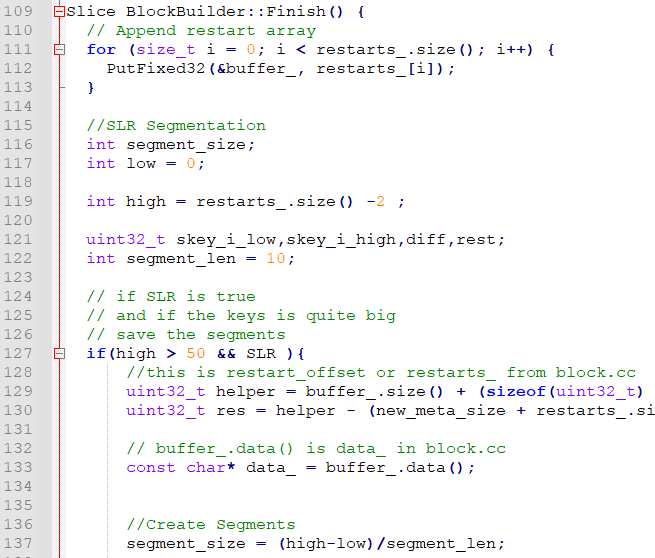 109 Slice BlockBuilder::Finish() {
110 // Append restart array
111 for (size_t i = 0; i < restarts_.size(); i++) {
112 PutFixed32(&buffer_, restarts_[i]);
113 }
114
115 //SLR Segmentation
116 int segment_size;
117 int low = 0;
118
119 int high = restarts_.size() -2 ;
120
121 uint32_t skey_i_low,skey_i_high,diff,rest;
122 int segment_len = 10;
123
124 // if SLR is true
125 // and if the keys is quite big
126 // save the segments
127 if(high > 50 && SLR ){
128 //this is restart_offset or restarts_ from block.cc
129 uint32_t helper = buffer_.size() + (sizeof(uint32_t)
130 uint32_t res = helper - (new_meta_size + restarts_.si
131
132 // buffer_.data() is data_ in block.cc
133 const char* data_ = buffer_.data();
134
135
136 //Create Segments
137 segment_size = (high-low)/segment_len;